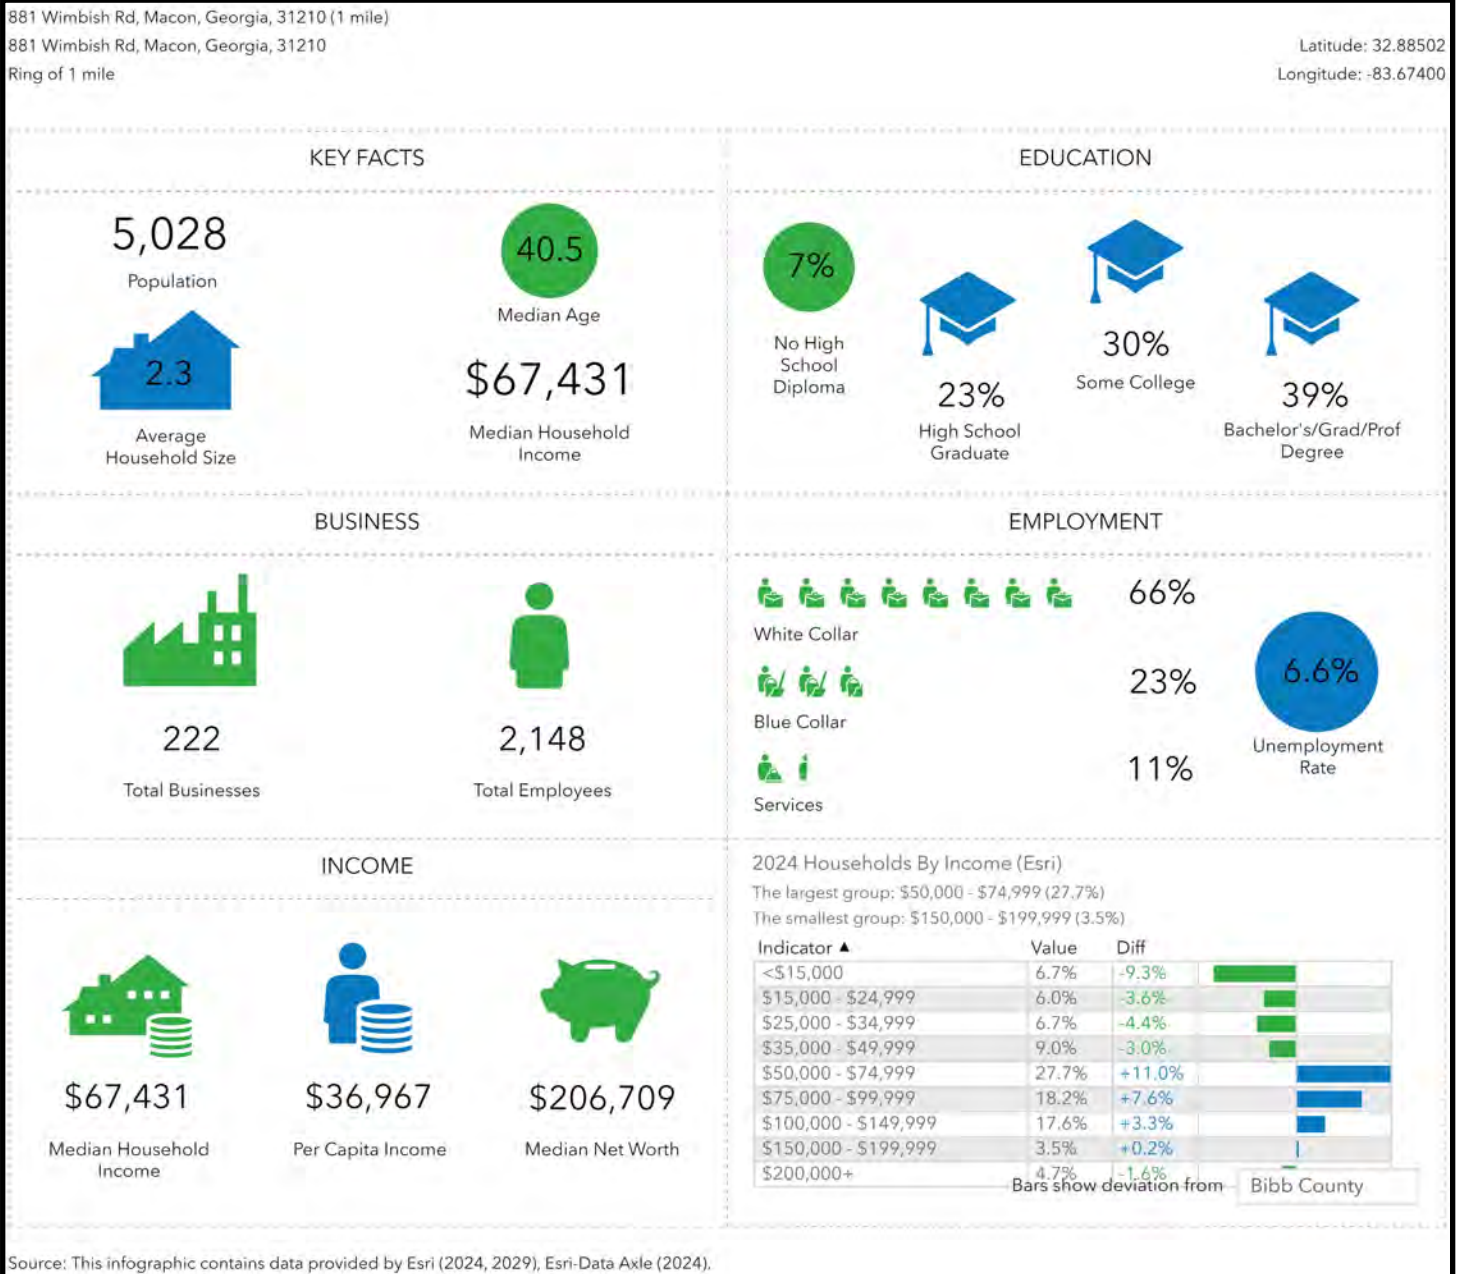 881 Wimbish Rd, Macon, Georgia, 31210 (1 mile)
881 Wimbish Rd, Macon, Georgia, 31210
Latitude: 32.88502
Ring of 1 mile
Longitude: -83.67400
KEY FACTS
5,028
Population
40.5
Median Age
2.3
Average
Household Size
$67,431
Median Household
Income
EDUCATION
7%
No High
School
Diploma
23%
High School
Graduate
30%
Some College
39%
Bachelor's/Grad/Prof
Degree
BUSINESS
222
Total Businesses
2,148
Total Employees
EMPLOYMENT
66%
White Collar
23%
Blue Collar
11%
Services
6.6%
Unemployment
Rate
INCOME
$67,431
Median Household
Income
$36,967
Per Capita Income
$206,709
Median Net Worth
2024 Households By Income (Esri)
The largest group: $50,000 - $74,999 (27.7%)
The smallest group: $150,000 - $199,999 (3.5%)
Indicator ▲ Value Diff
<$15,000 6.7% -9.3%
$15,000 - $24,999 6.0% -3.6%
$25,000 - $34,999 6.7% -4.4%
$35,000 - $49,999 9.0% -3.0%
$50,000 - $74,999 27.7% +11.0%
$75,000 - $99,999 18.2% +7.6%
$100,000 - $149,999 17.6% +3.3%
$150,000 - $199,999 3.5% +0.2%
$200,000+ 4.7% -1.6%
Bars show deviation from Bibb County
Source: This infographic contains data provided by Esri (2024, 2029), Esri-Data Axle (2024).